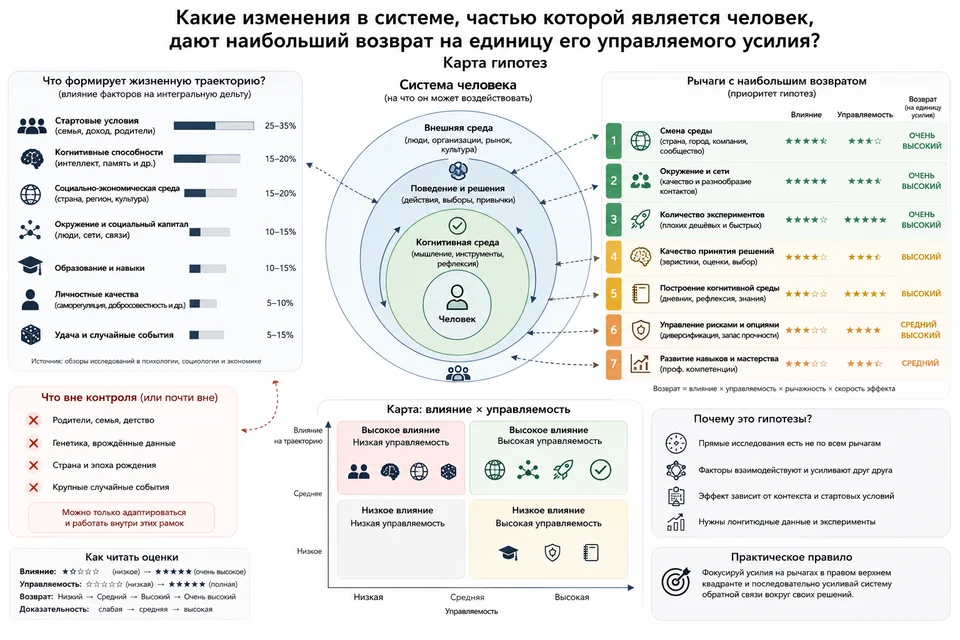 Какие изменения в системе, частью которой является человек,
дают наибольший возврат на единицу его управляемого усилия?
Карта гипотез
Что формирует жизненную траекторию?
(влияние факторов на интегральную дельту)
Стартовые условия
(семья, доход, родители)
25–35%
Когнитивные способности
(интеллект, память и др.)
15–20%
Социально-экономическая среда
(страна, регион, культура)
15–20%
Окружение и социальный капитал
(люди, сети, связи)
10–15%
Образование и навыки
10–15%
Личностные качества
(саморегуляция, добросовестность и др.)
5–10%
Удача и случайные события
5–15%
Источник: обзоры исследований в психологии, социологии и экономике
Система человека
(на что он может воздействовать)
Внешняя среда
(люди, организации, рынок,
культура)
Поведение и решения
(действия, выборы, привычки)
Когнитивная среда
(мышление, инструменты,
рефлексия)
Человек
Рычаги с наибольшим возвратом
(приоритет гипотез)
Влияние
Управляемость
Возврат
(на единицу
усилия)
1
Смена среды
(страна, город, компания,
сообщество)
ОЧЕНЬ
ВЫСОКИЙ
2
Окружение и сети
(качество и разнообразие
контактов)
ОЧЕНЬ
ВЫСОКИЙ
3
Количество экспериментов
(плохих дешёвых и быстрых)
ОЧЕНЬ
ВЫСОКИЙ
4
Качество принятия решений
(эвристики, оценки, выбор)
ВЫСОКИЙ
5
Построение когнитивной среды
(дневник, рефлексия, знания)
ВЫСОКИЙ
6
Управление рисками и опциями
(диверсификация, запас прочности)
СРЕДНИЙ
ВЫСОКИЙ
7
Развитие навыков и мастерства
(проф. компетенции)
СРЕДНИЙ
Возврат = влияние × управляемость × рычажность × скорость эффекта
Что вне контроля (или почти вне)
Родители, семья, детство
Генетика, врождённые данные
Страна и эпоха рождения
Крупные случайные события
Можно только адаптироваться
и работать внутри этих рамок
Как читать оценки
Влияние: ★★☆☆☆ (низкое) → ★★★★★ (очень высокое)
Управляемость: ☆☆☆☆☆ (низкая) → ★★★★★ (полная)
Возврат: Низкий → Средний → Высокий → Очень высокий
Доказательность: слабая → средняя → высокая
Карта: влияние × управляемость
Влияние
на траекторию
Среднее
Низкое
Высокое влияние
Низкая управляемость
Высокое влияние
Высокая управляемость
Низкое влияние
Низкая управляемость
Низкое влияние
Высокая управляемость
Низкая
Средняя
Высокая
Управляемость
Почему это гипотезы?
Прямые исследования есть не по всем рычагам
Факторы взаимодействуют и усиливают друг друга
Эффект зависит от контекста и стартовых условий
Нужны лонгитюдные данные и эксперименты
Практическое правило
Фокусируй усилия на рычагах в правом верхнем
квадранте и последовательно усиливай систему
обратной связи вокруг своих решений.